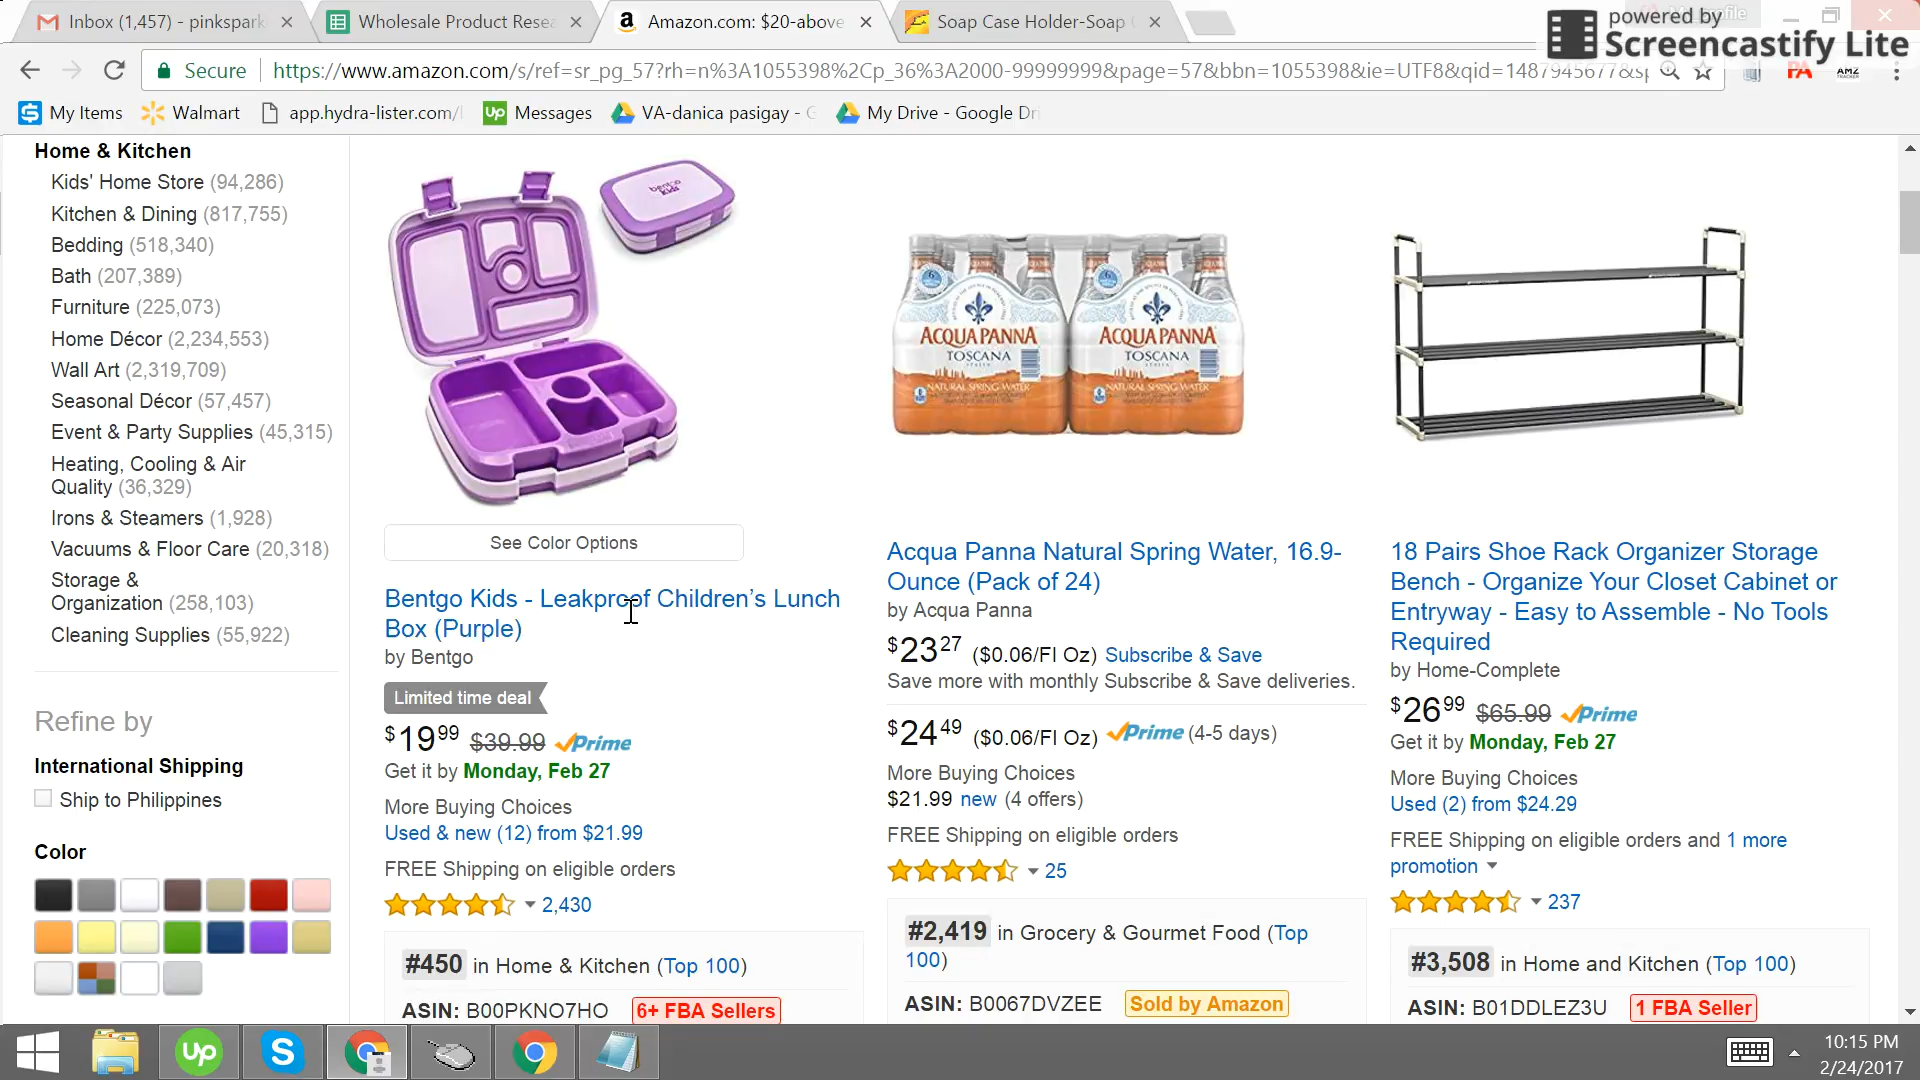 Inbox (1,457) - pinkspark
Wholesale Product Resea
Amazon.com: $20-above
Soap Case Holder-Soap
powered by
Screencastify Lite
Secure
https://www.amazon.com/s/ref=sr_pg_57?rh=n%3A1055398%2Cp_36%3A2000-99999999&page=57&bbn=1055398&ie=UTF8&qid=1487945677&s
PA
AMZ
My Items
Walmart
app.hydra-lister.com/
Up
Messages
VA-danica pasigay - G
My Drive - Google Dri
Home & Kitchen
Kids' Home Store (94,286)
Kitchen & Dining (817,755)
Bedding (518,340)
Bath (207,389)
Furniture (225,073)
Home Décor (2,234,553)
Wall Art (2,319,709)
Seasonal Décor (57,457)
Event & Party Supplies (45,315)
Heating, Cooling & Air
Quality (36,329)
Irons & Steamers (1,928)
Vacuums & Floor Care (20,318)
Storage &
Organization (258,103)
Cleaning Supplies (55,922)
Refine by
International Shipping
Ship to Philippines
Color
bentgo
kids
See Color Options
Bentgo Kids - Leakproof Children’s Lunch
Box (Purple)
by Bentgo
Limited time deal
$19.99 $39.99 Prime
Get it by Monday, Feb 27
More Buying Choices
Used & new (12) from $21.99
FREE Shipping on eligible orders
2,430
#450 in Home & Kitchen (Top 100)
ASIN: B00PKNO7HO 6+ FBA Sellers
ACQUA PANNA
TOSCANA
NATURAL SPRING WATER
ACQUA PANNA
TOSCANA
NATURAL SPRING WATER
Acqua Panna Natural Spring Water, 16.9-
Ounce (Pack of 24)
by Acqua Panna
$23.27 ($0.06/Fl Oz) Subscribe & Save
Save more with monthly Subscribe & Save deliveries.
$24.49 ($0.06/Fl Oz) Prime (4-5 days)
More Buying Choices
$21.99 new (4 offers)
FREE Shipping on eligible orders
25
#2,419 in Grocery & Gourmet Food (Top
100)
ASIN: B0067DVZEE Sold by Amazon
18 Pairs Shoe Rack Organizer Storage
Bench - Organize Your Closet Cabinet or
Entryway - Easy to Assemble - No Tools
Required
by Home-Complete
$26.99 $65.99 Prime
Get it by Monday, Feb 27
More Buying Choices
Used (2) from $24.29
FREE Shipping on eligible orders and 1 more
promotion
237
#3,508 in Home and Kitchen (Top 100)
ASIN: B01DDLEZ3U 1 FBA Seller
up
10:15 PM
2/24/2017